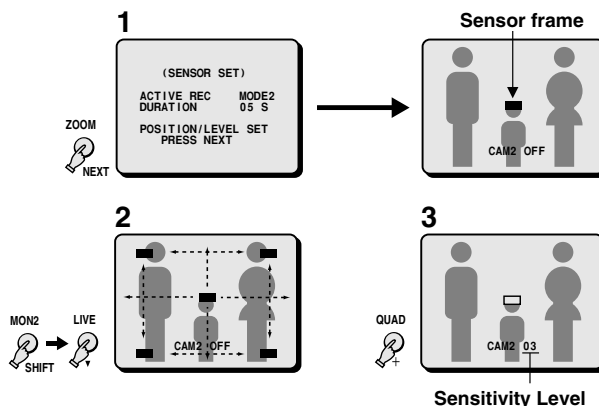 1
Sensor frame
(SENSOR SET)
ACTIVE REC MODE2
DURATION 05 S
POSITION/LEVEL SET
PRESS NEXT
ZOOM
NEXT
CAM2 OFF
2
3
CAM2 OFF
MON2 LIVE
SHIFT
QUAD
+
CAM2 03
Sensitivity Level